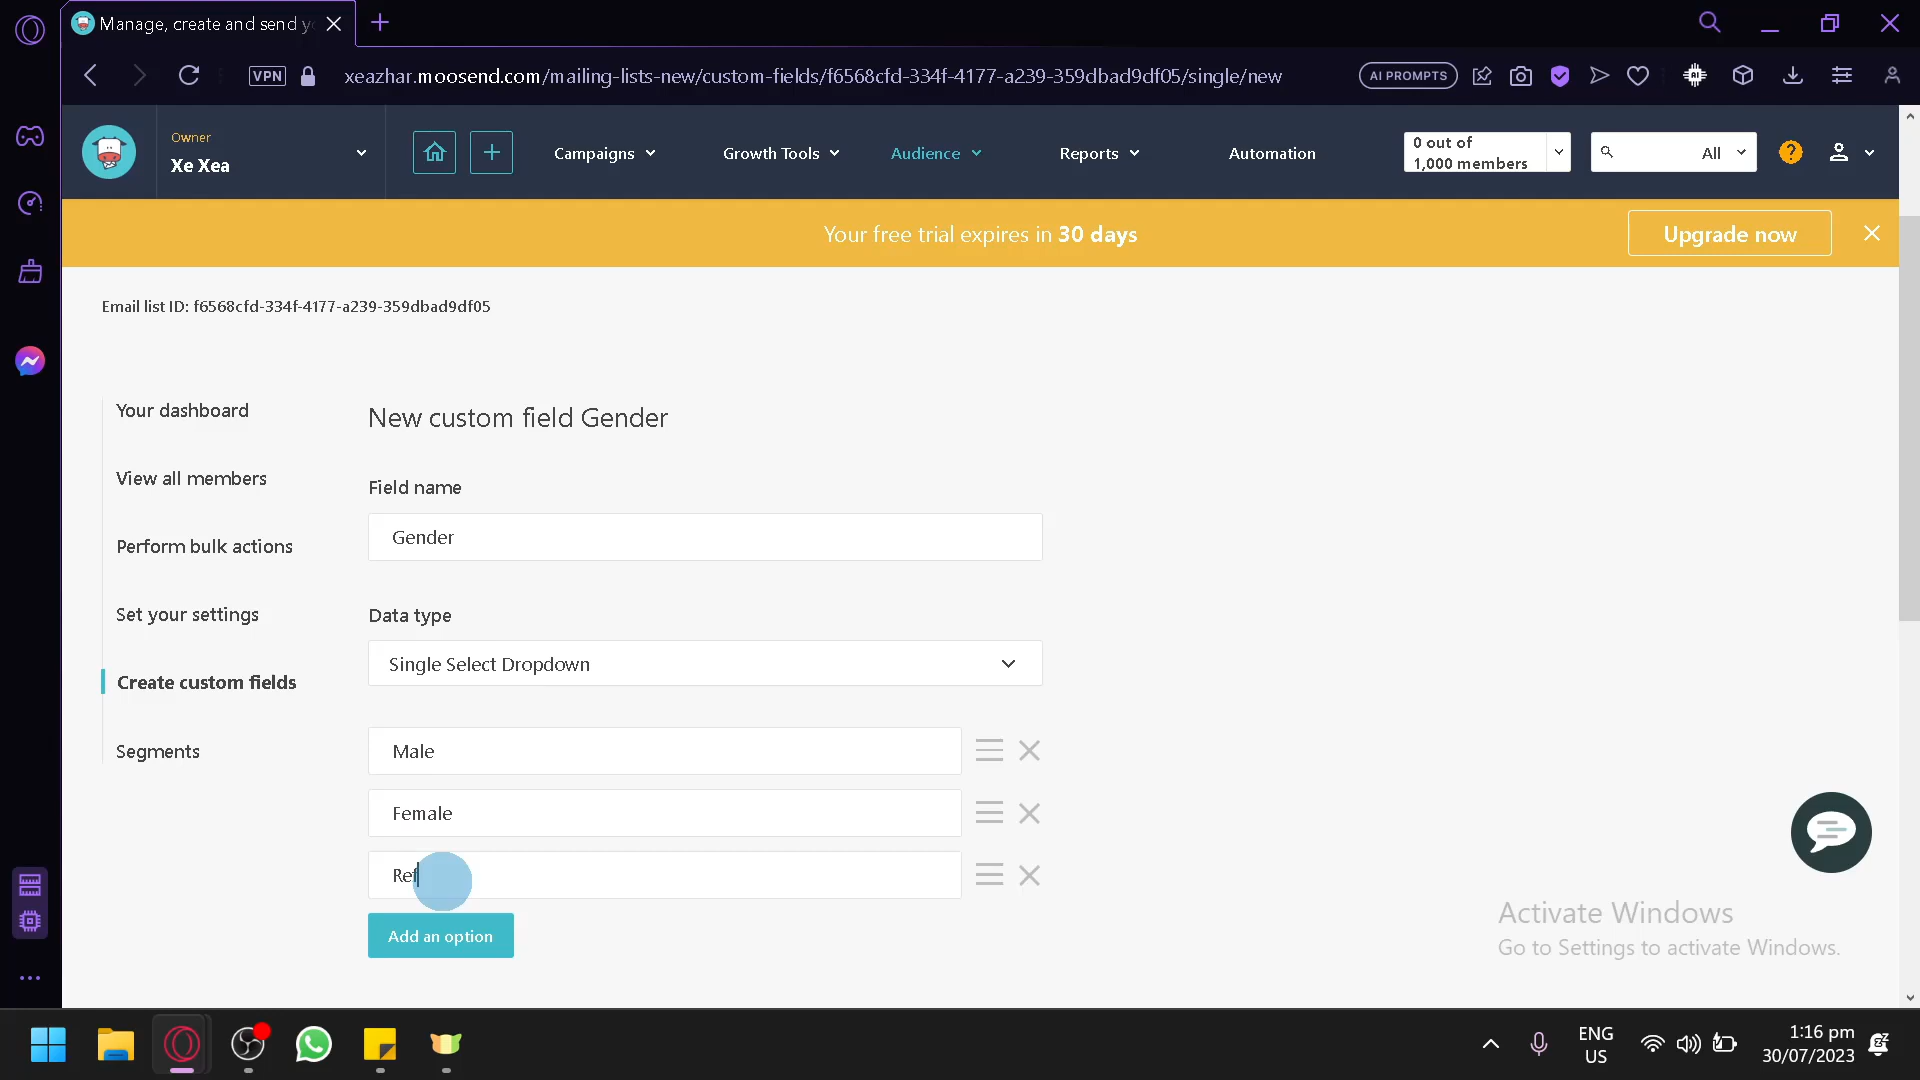 Manage, create and send y
VPN
xeazhar.moosend.com/mailing-lists-new/custom-fields/f6568cfd-334f-4177-a239-359dbad9df05/single/new
AI PROMPTS
Owner
Xe Xea
Campaigns
Growth Tools
Audience
Reports
Automation
0 out of
1,000 members
All
?
Your free trial expires in 30 days
Upgrade now
Email list ID: f6568cfd-334f-4177-a239-359dbad9df05
Your dashboard
View all members
Perform bulk actions
Set your settings
Create custom fields
Segments
New custom field Gender
Field name
Gender
Data type
Single Select Dropdown
Male
Female
Ref
Add an option
Activate Windows
Go to Settings to activate Windows.
ENG
US
1:16 pm
30/07/2023